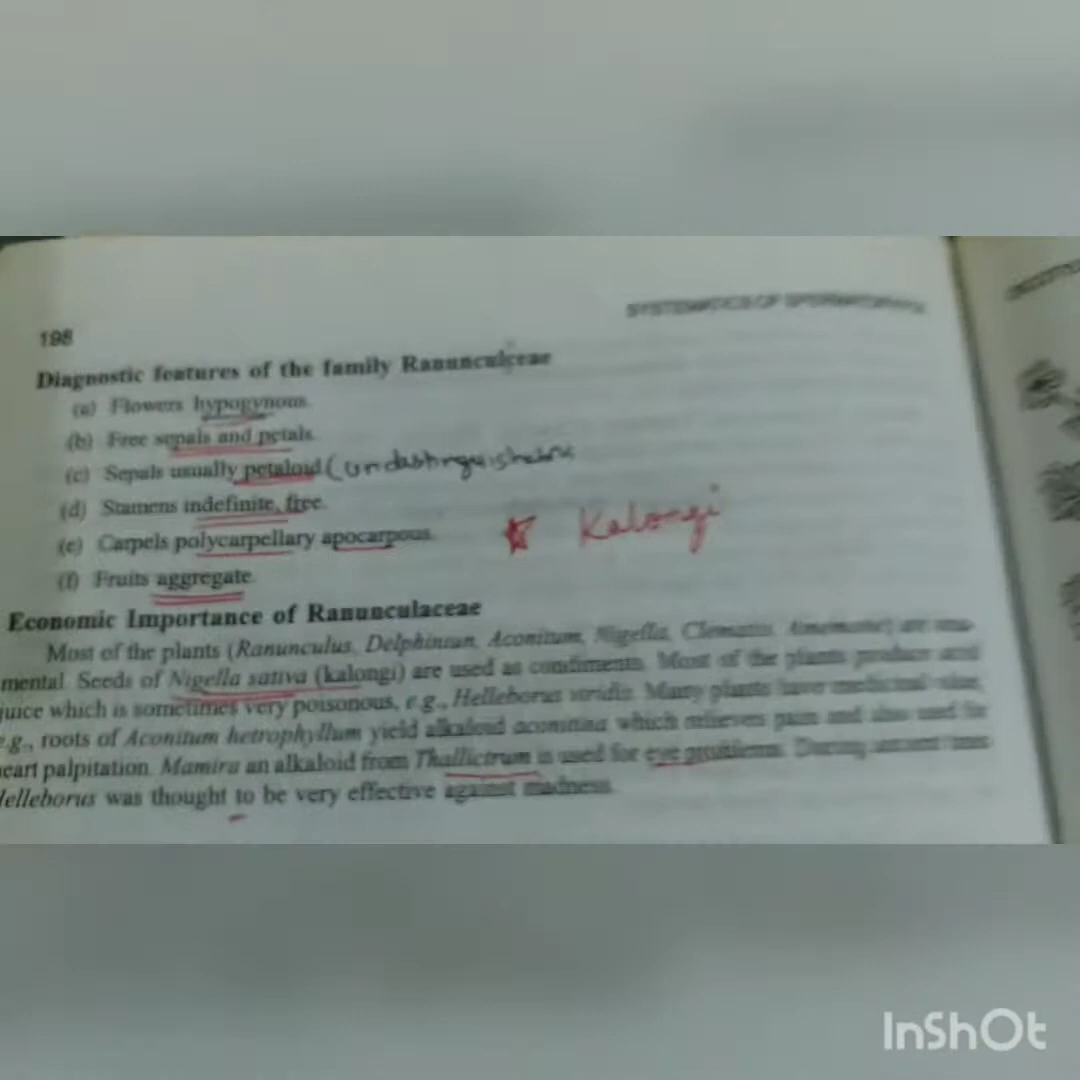 SYSTEMATICS OF
198
Diagnostic features of the family Ranunculceae
(a) Flowers hypogynous.
(b) Free sepals and petals.
(c) Sepals usually petaloid (
(d) Stamens indefinite, free.
(e) Carpels polycarpellary apocarpous.
Kalongi
(f) Fruits aggregate.
Economic Importance of Ranunculaceae
Most of the plants (Ranunculus, Delphinium, Aconitum, Nigella, Clematis, Anemone) are
mental. Seeds of Nigella sativa (kalongi) are used as condiments. Most of the plants produce acrid
juice which is sometimes very poisonous, e.g., Helleborus viridis. Many plants have medicinal value,
e.g., roots of Aconitum hetrophyllum yield alkaloid which relieves pain and also used for
heart palpitation. Mamira an alkaloid from Thallictrum is used for eye problems. During ancient times
Helleborus was thought to be very effective against madness.
InShOt